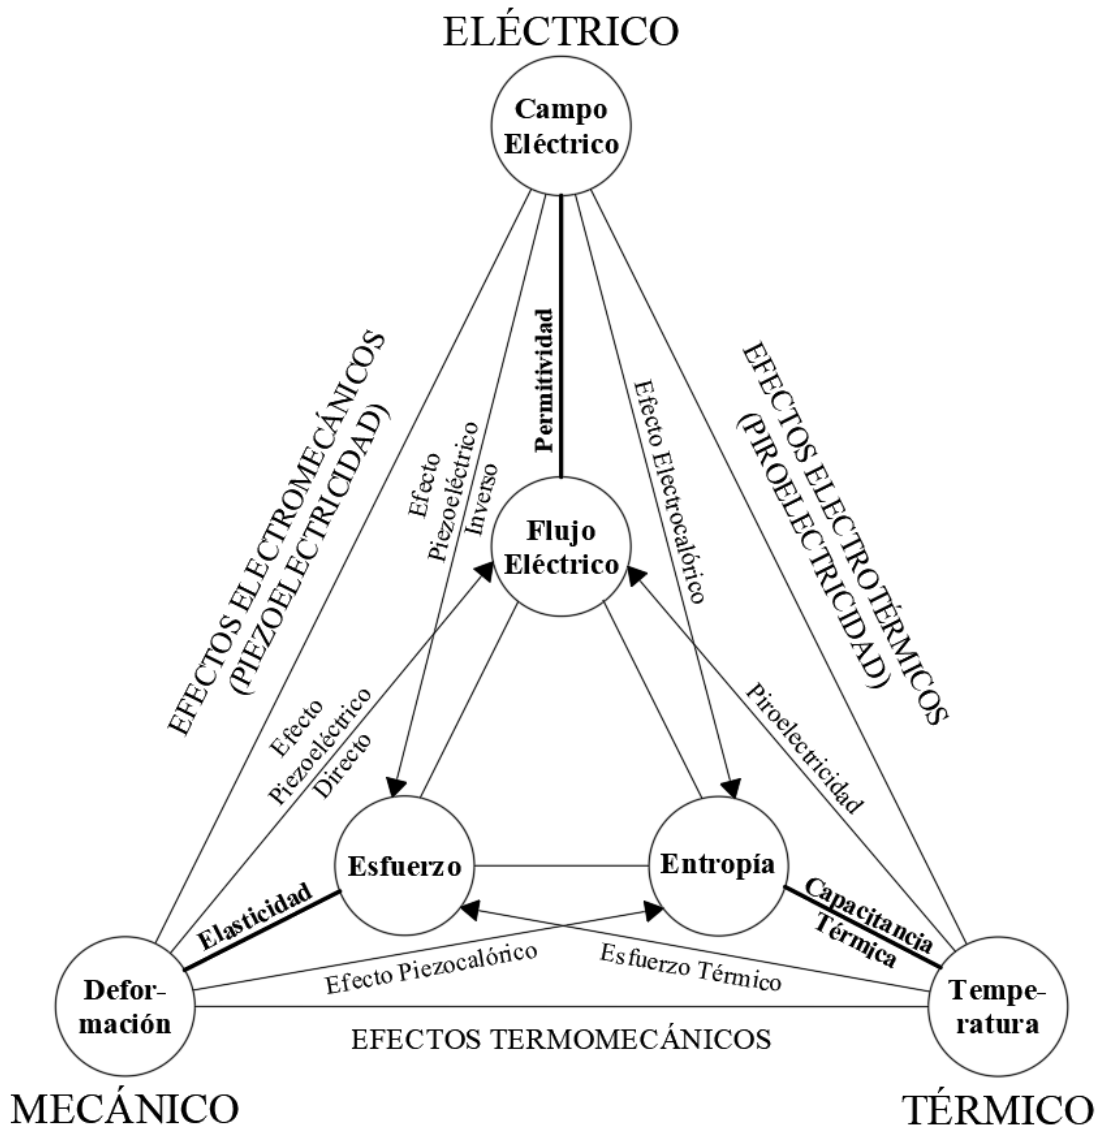 ELÉCTRICO
Campo
Eléctrico
EFECTOS ELECTROMECÁNICOS
(PIEZOELECTRICIDAD)
Efecto
Piezoeléctrico
Inverso
Permitividad
Efecto Electrocalórico
EFECTOS ELECTROTÉRMICOS
(PIROELECTRICIDAD)
Flujo
Eléctrico
Efecto
Piezoeléctrico
Directo
Piroelectricidad
Esfuerzo
Entropía
Elasticidad
Capacitancia
Térmica
Efecto Piezocalórico
Esfuerzo Térmico
Defor-
mación
Tempe-
ratura
EFECTOS TERMOMECÁNICOS
MECÁNICO
TÉRMICO